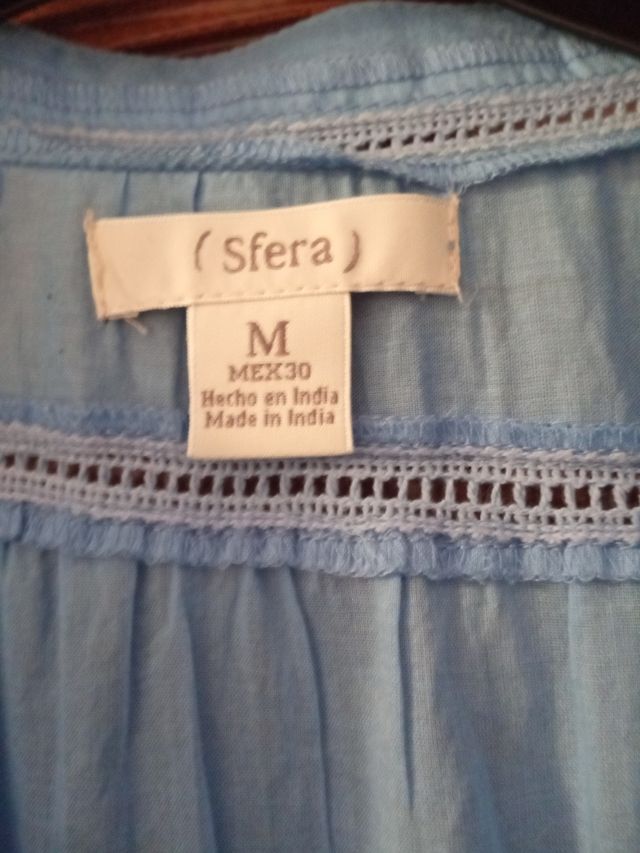 ( Sfera )
M
MEX30
Hecho en India
Made in India